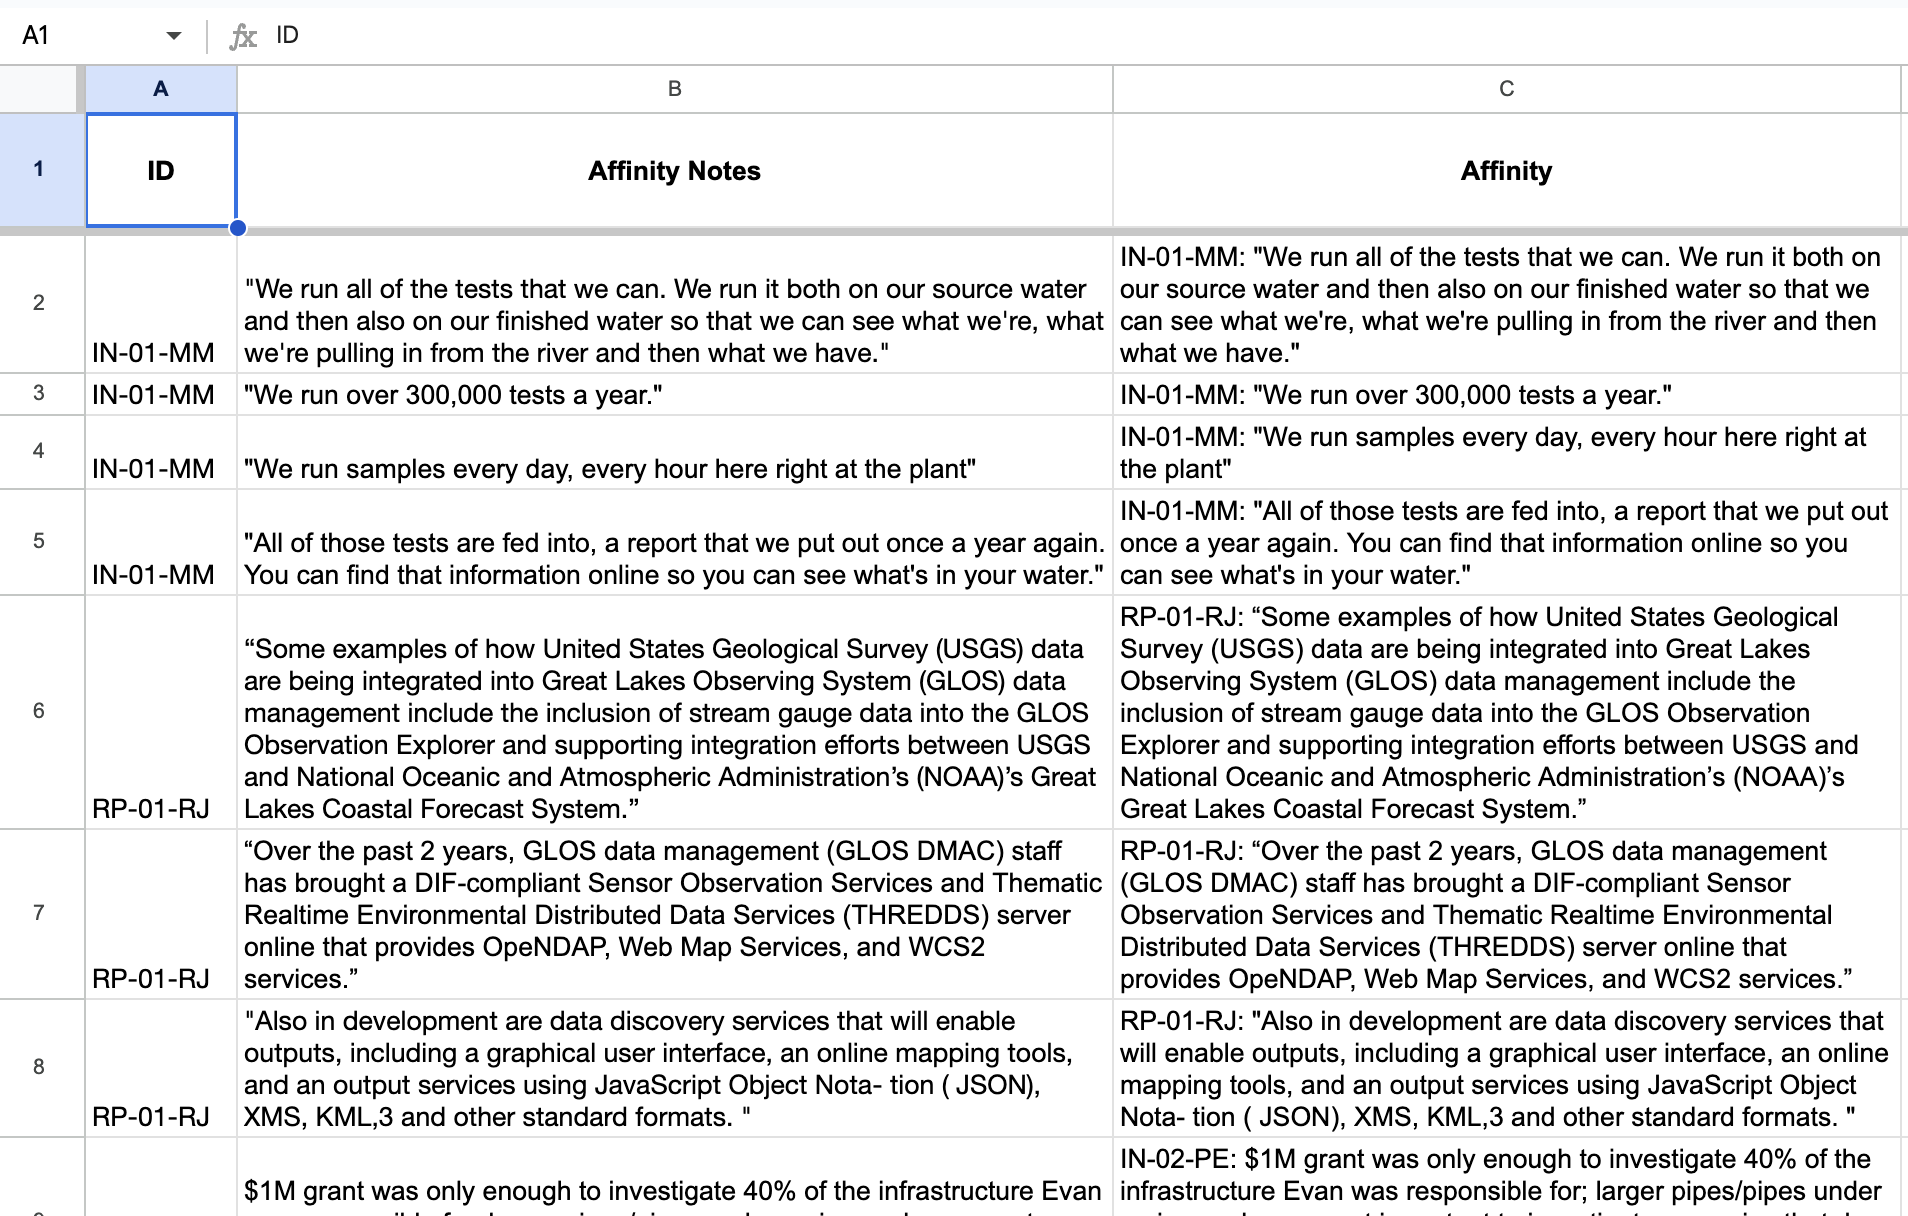 A1 fx ID
A B C
1 ID Affinity Notes Affinity
2
IN-01-MM
"We run all of the tests that we can. We run it both on our source water
and then also on our finished water so that we can see what we're, what
we're pulling in from the river and then what we have."
IN-01-MM: "We run all of the tests that we can. We run it both on
our source water and then also on our finished water so that we
can see what we're, what we're pulling in from the river and then
what we have."
3
IN-01-MM
"We run over 300,000 tests a year."
IN-01-MM: "We run over 300,000 tests a year."
4
IN-01-MM
"We run samples every day, every hour here right at the plant"
IN-01-MM: "We run samples every day, every hour here right at
the plant"
5
IN-01-MM
"All of those tests are fed into, a report that we put out once a year again.
You can find that information online so you can see what's in your water."
IN-01-MM: "All of those tests are fed into, a report that we put out
once a year again. You can find that information online so you
can see what's in your water."
6
RP-01-RJ
“Some examples of how United States Geological Survey (USGS) data
are being integrated into Great Lakes Observing System (GLOS) data
management include the inclusion of stream gauge data into the GLOS
Observation Explorer and supporting integration efforts between USGS
and National Oceanic and Atmospheric Administration’s (NOAA)’s Great
Lakes Coastal Forecast System.”
RP-01-RJ: “Some examples of how United States Geological
Survey (USGS) data are being integrated into Great Lakes
Observing System (GLOS) data management include the
inclusion of stream gauge data into the GLOS Observation
Explorer and supporting integration efforts between USGS and
National Oceanic and Atmospheric Administration’s (NOAA)’s
Great Lakes Coastal Forecast System.”
7
RP-01-RJ
“Over the past 2 years, GLOS data management (GLOS DMAC) staff
has brought a DIF-compliant Sensor Observation Services and Thematic
Realtime Environmental Distributed Data Services (THREDDS) server
online that provides OpeNDAP, Web Map Services, and WCS2
services.”
RP-01-RJ: “Over the past 2 years, GLOS data management
(GLOS DMAC) staff has brought a DIF-compliant Sensor
Observation Services and Thematic Realtime Environmental
Distributed Data Services (THREDDS) server online that
provides OpeNDAP, Web Map Services, and WCS2 services.”
8
RP-01-RJ
"Also in development are data discovery services that will enable
outputs, including a graphical user interface, an online mapping tools,
and an output services using JavaScript Object Nota- tion ( JSON),
XMS, KML,3 and other standard formats. "
RP-01-RJ: "Also in development are data discovery services that
will enable outputs, including a graphical user interface, an online
mapping tools, and an output services using JavaScript Object
Nota- tion ( JSON), XMS, KML,3 and other standard formats. "
$1M grant was only enough to investigate 40% of the infrastructure Evan
IN-02-PE: $1M grant was only enough to investigate 40% of the
infrastructure Evan was responsible for; larger pipes/pipes under